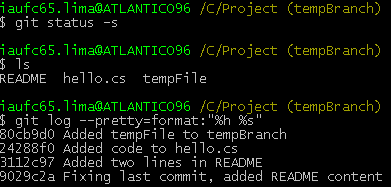 iaufc65.lima@ATLANTICO96 /C/Project (tempBranch)
$ git status -s
iaufc65.lima@ATLANTICO96 /C/Project (tempBranch)
$ ls
README hello.cs tempFile
iaufc65.lima@ATLANTICO96 /C/Project (tempBranch)
$ git log --pretty=format:"%h %s"
80cb9d0 Added tempFile to tempBranch
24288f0 Added code to hello.cs
3112c97 Added two lines in README
9029c2a Fixing last commit, added README content